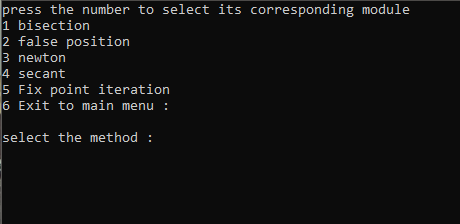 press the number to select its corresponding module
1 bisection
2 false position
3 newton
4 secant
5 Fix point iteration
6 Exit to main menu :
select the method :